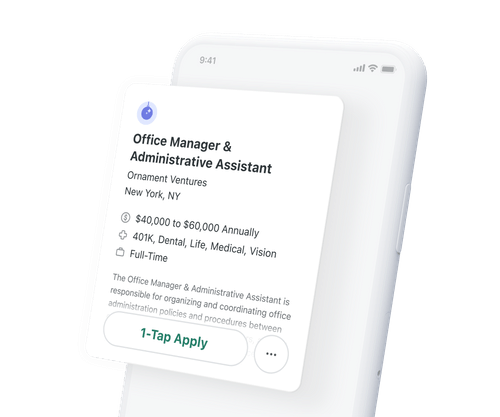 9:41
Office Manager &
Administrative Assistant
Ornament Ventures
New York, NY
$40,000 to $60,000 Annually
401K, Dental, Life, Medical, Vision
Full-Time
The Office Manager & Administrative Assistant is
responsible for organizing and coordinating office
administration policies and procedures between
1-Tap Apply